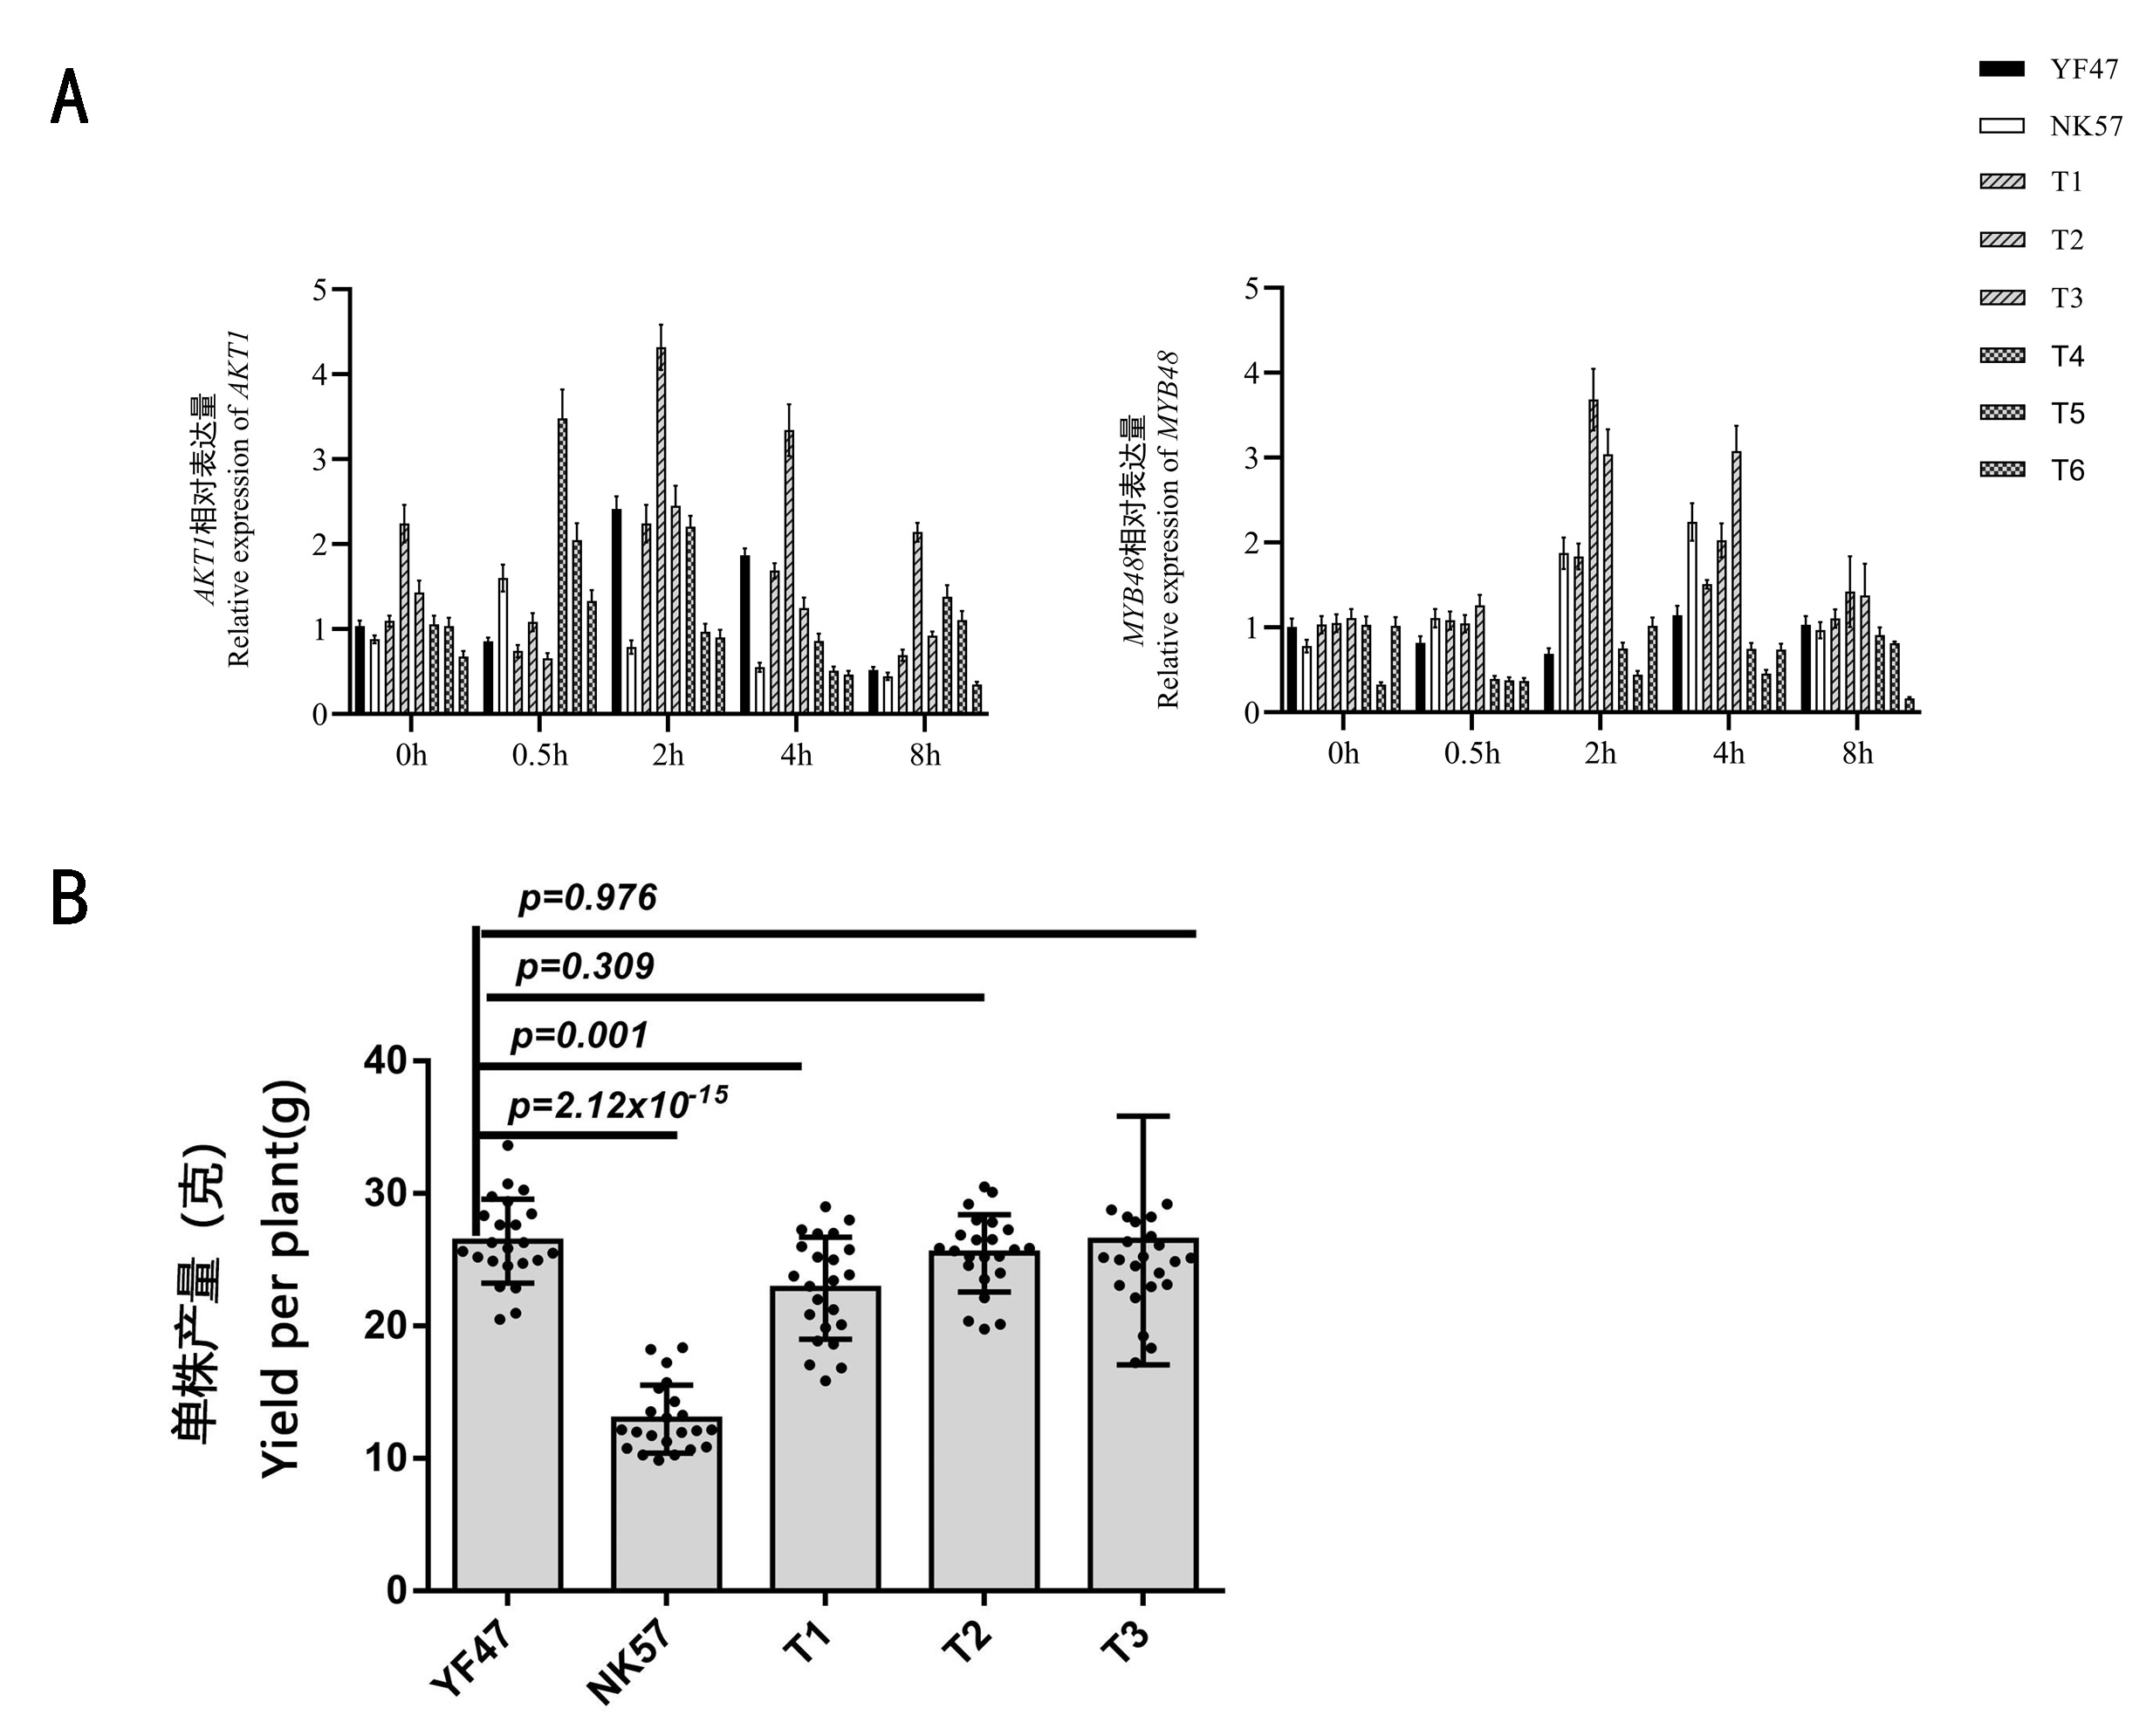 A
YF47
NK57
T1
T2
T3
T4
T5
T6
AKT1相对表达量
Relative expression of AKT1
5
4
3
2
1
0
0h
0.5h
2h
4h
8h
MYB48相对表达量
Relative expression of MYB48
5
4
3
2
1
0
0h
0.5h
2h
4h
8h
B
p=0.976
p=0.309
p=0.001
p=2.12x10⁻¹⁵
单株产量（克）
Yield per plant(g)
40
30
20
10
0
YF47
NK57
T1
T2
T3